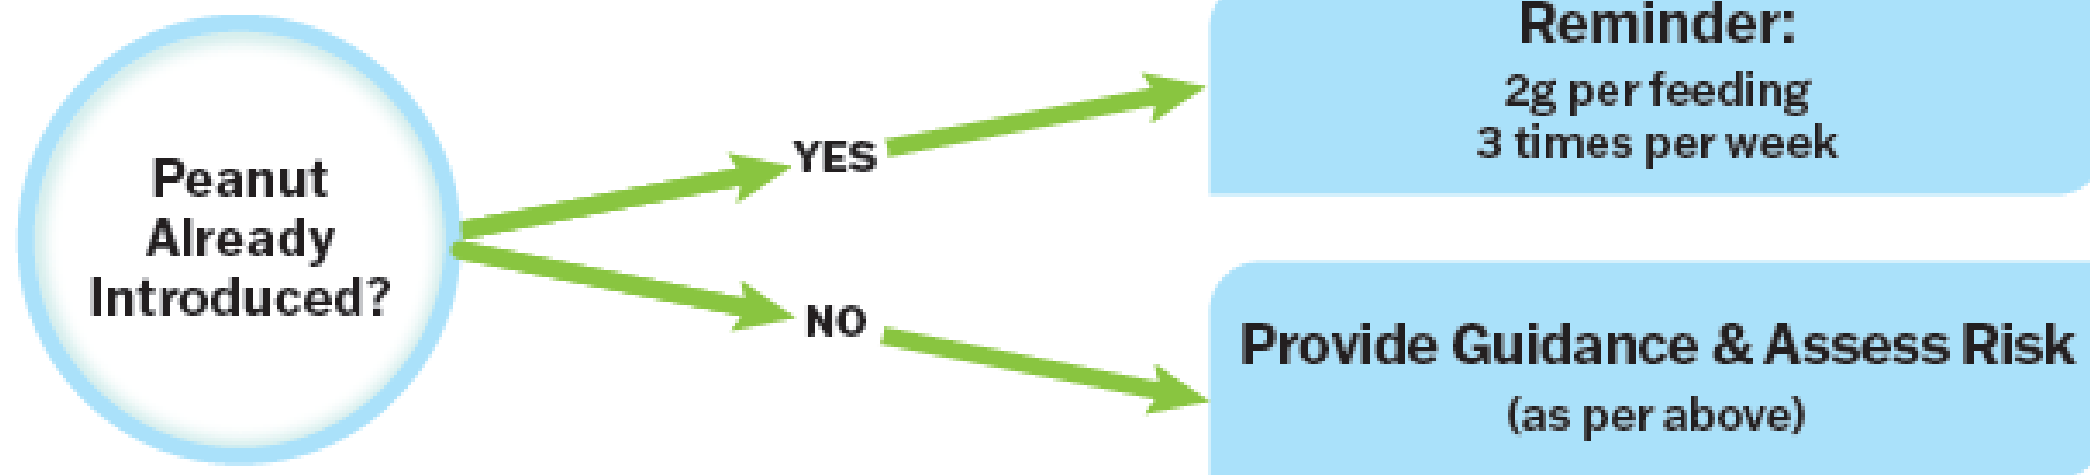 Peanut
Already
Introduced?
YES
Reminder:
2g per feeding
3 times per week
NO
Provide Guidance & Assess Risk
(as per above)